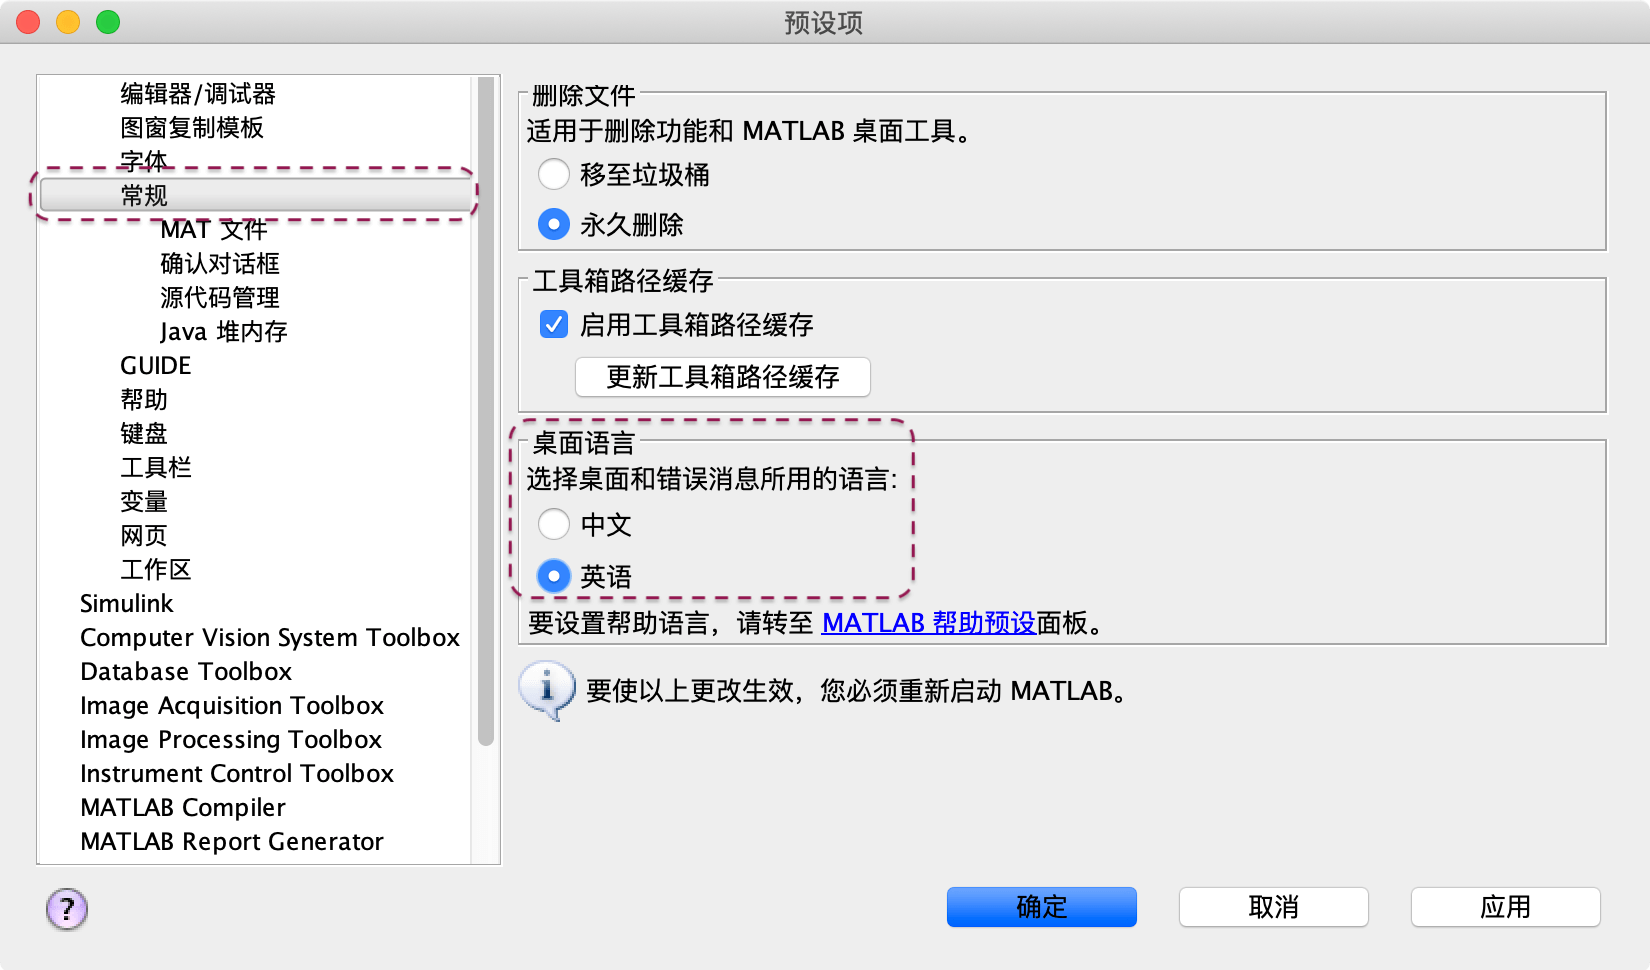 预设项
编辑器/调试器
图窗复制模板
字体
常规
MAT 文件
确认对话框
源代码管理
Java 堆内存
GUIDE
帮助
键盘
工具栏
变量
网页
工作区
Simulink
Computer Vision System Toolbox
Database Toolbox
Image Acquisition Toolbox
Image Processing Toolbox
Instrument Control Toolbox
MATLAB Compiler
MATLAB Report Generator
删除文件
适用于删除功能和 MATLAB 桌面工具。
移至垃圾桶
永久删除
工具箱路径缓存
启用工具箱路径缓存
更新工具箱路径缓存
桌面语言
选择桌面和错误消息所用的语言:
中文
英语
要设置帮助语言，请转至 MATLAB 帮助预设面板。
要使以上更改生效，您必须重新启动 MATLAB。
?
确定
取消
应用